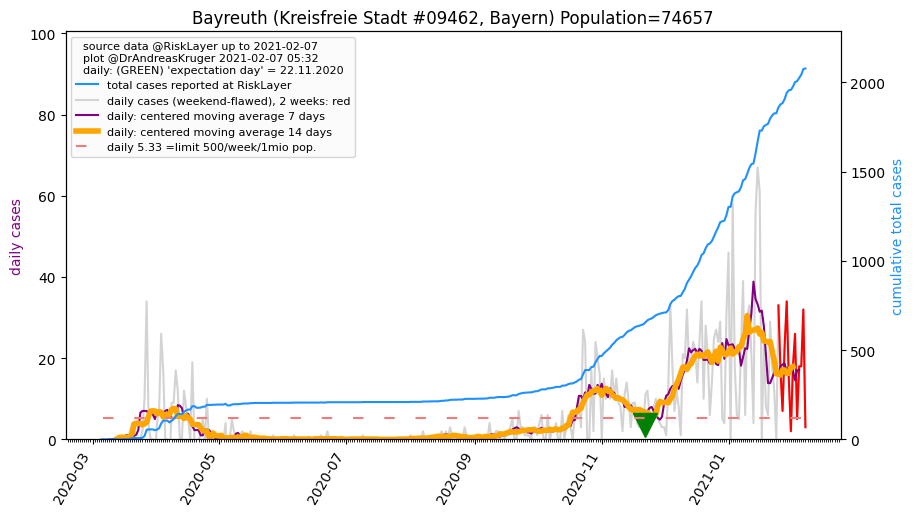 Bayreuth (Kreisfreie Stadt #09462, Bayern) Population=74657
source data @RiskLayer up to 2021-02-07
plot @DrAndreasKruger 2021-02-07 05:32
daily: (GREEN) 'expectation day' = 22.11.2020
total cases reported at RiskLayer
daily cases (weekend-flawed), 2 weeks: red
daily: centered moving average 7 days
daily: centered moving average 14 days
daily 5.33 =limit 500/week/1mio pop.
daily cases
100
80
60
40
20
0
cumulative total cases
2000
1500
1000
500
0
2020-03
2020-05
2020-07
2020-09
2020-11
2021-01